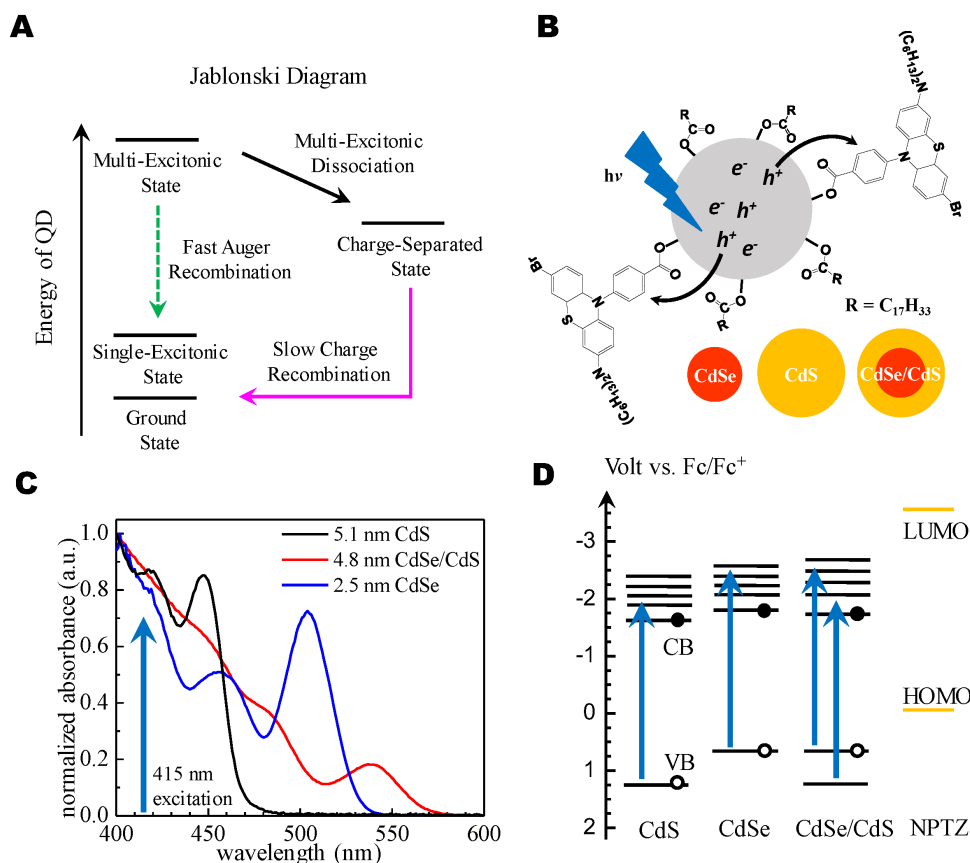 A
Jablonski Diagram
Energy of QD
Multi-Excitonic
State
Multi-Excitonic
Dissociation
Charge-Separated
State
Fast Auger
Recombination
Single-Excitonic
State
Slow Charge
Recombination
Ground
State
B
(C₆H₁₃)₂N
S
N
Br
O
O
R
O
O
R
O
O
hν
e⁻
h⁺
e⁻
h⁺
h⁺
e⁻
O
O
R
O
O
R
O
O
Br
N
S
(C₆H₁₃)₂N
R = C₁₇H₃₃
CdSe
CdS
CdSe/CdS
C
normalized absorbance (a.u.)
1.0
0.8
0.6
0.4
0.2
0.0
5.1 nm CdS
4.8 nm CdSe/CdS
2.5 nm CdSe
415 nm
excitation
400
450
500
550
600
wavelength (nm)
D
Volt vs. Fc/Fc⁺
-3
-2
-1
0
1
2
LUMO
CB
HOMO
VB
CdS
CdSe
CdSe/CdS
NPTZ